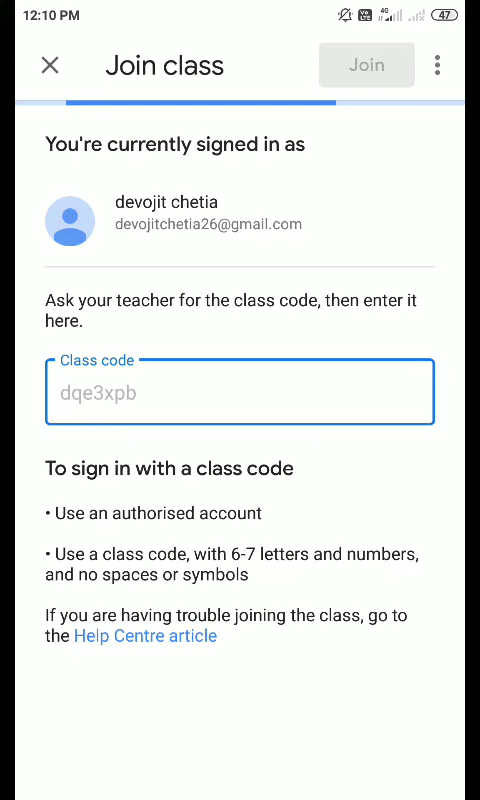 12:10 PM 4G 47
Join class Join
You're currently signed in as
devojit chetia
devojitchetia26@gmail.com
Ask your teacher for the class code, then enter it
here.
Class code
dqe3xpb
To sign in with a class code
• Use an authorised account
• Use a class code, with 6-7 letters and numbers,
and no spaces or symbols
If you are having trouble joining the class, go to
the Help Centre article